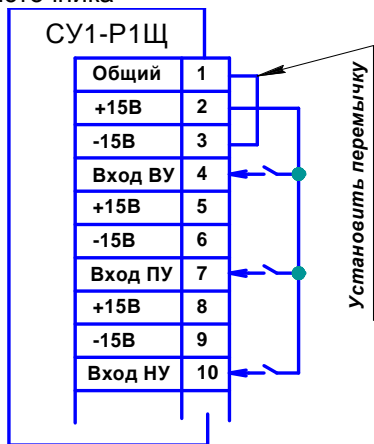 СУ1-Р1Щ
Общий 1
+15В 2
-15В 3
Вход ВУ 4
+15В 5
-15В 6
Вход ПУ 7
+15В 8
-15В 9
Вход НУ 10
Установить перемычку